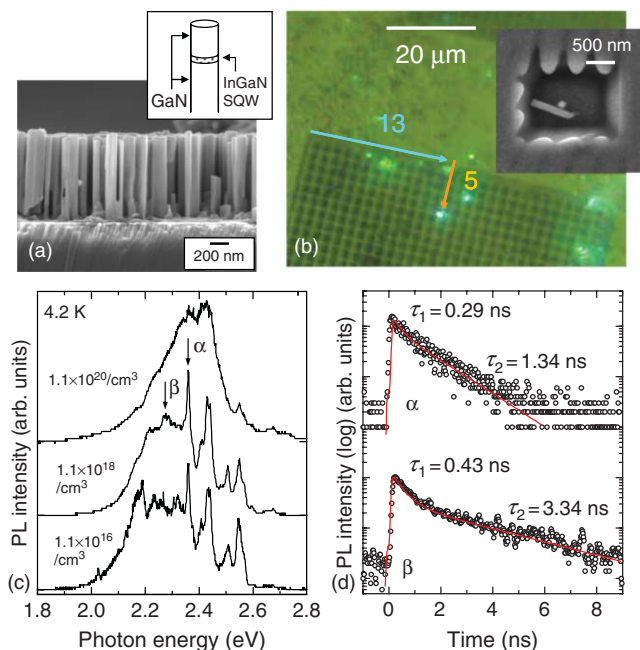 GaN
InGaN
SQW
(a)
200 nm
20 μm
500 nm
13
5
(b)
4.2 K
α
β
1.1×10²⁰/cm³
1.1×10¹⁸
/cm³
1.1×10¹⁶
/cm³
PL intensity (arb. units)
(c)
1.8 2.0 2.2 2.4 2.6 2.8
Photon energy (eV)
(d)
τ₁ = 0.29 ns
τ₂ = 1.34 ns
α
τ₁ = 0.43 ns
τ₂ = 3.34 ns
β
PL intensity (log) (arb. units)
0 2 4 6 8
Time (ns)